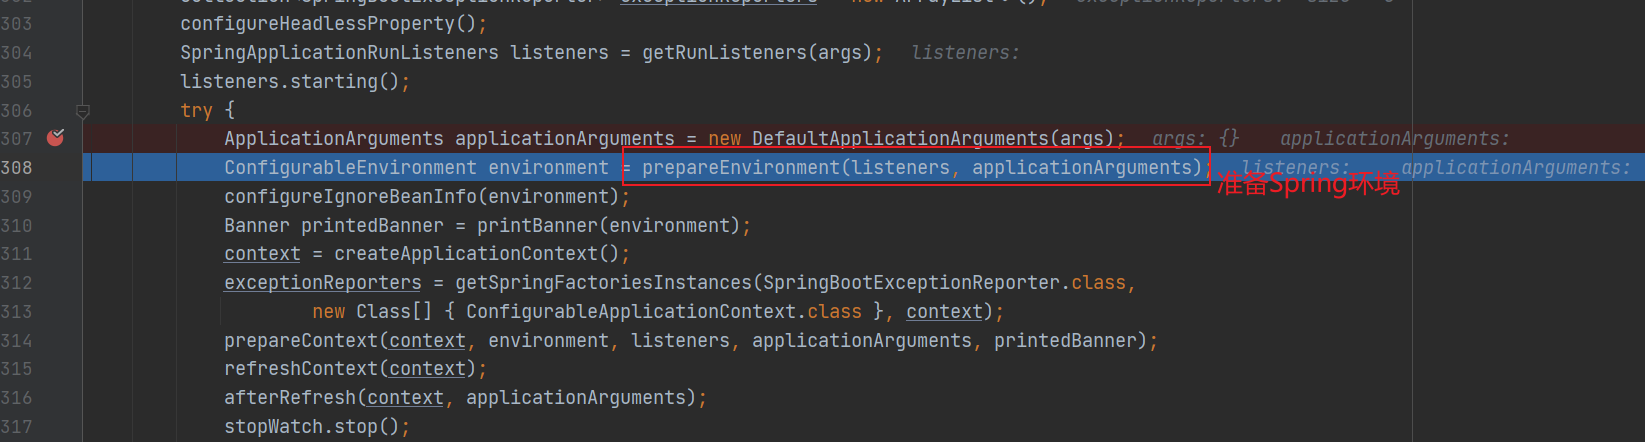 303 configureHeadlessProperty();
304 SpringApplicationRunListeners listeners = getRunListeners(args); listeners:
305 listeners.starting();
306 try {
307 ApplicationArguments applicationArguments = new DefaultApplicationArguments(args); args: {} applicationArguments:
308 ConfigurableEnvironment environment = prepareEnvironment(listeners, applicationArguments); listeners: applicationArguments:
准备Spring环境
309 configureIgnoreBeanInfo(environment);
310 Banner printedBanner = printBanner(environment);
311 context = createApplicationContext();
312 exceptionReporters = getSpringFactoriesInstances(SpringBootExceptionReporter.class,
313 new Class[] { ConfigurableApplicationContext.class }, context);
314 prepareContext(context, environment, listeners, applicationArguments, printedBanner);
315 refreshContext(context);
316 afterRefresh(context, applicationArguments);
317 stopWatch.stop();